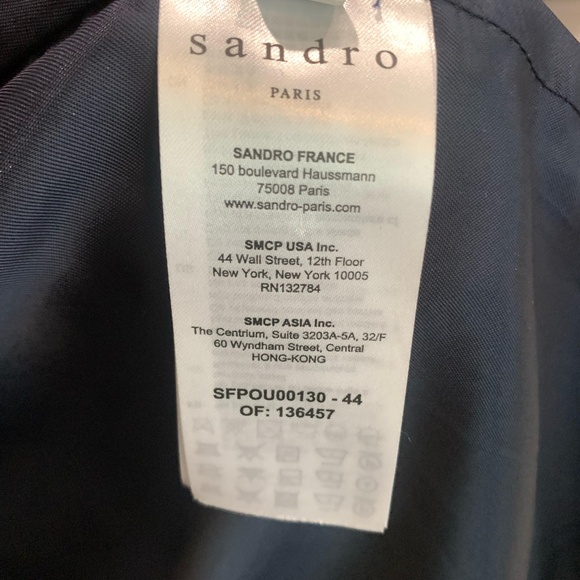 sandro
PARIS
SANDRO FRANCE
150 boulevard Haussmann
75008 Paris
www.sandro-paris.com
SMCP USA Inc.
44 Wall Street, 12th Floor
New York, New York 10005
RN132784
SMCP ASIA Inc.
The Centrium, Suite 3203A-5A, 32/F
60 Wyndham Street, Central
HONG-KONG
SFPOU00130 - 44
OF: 136457